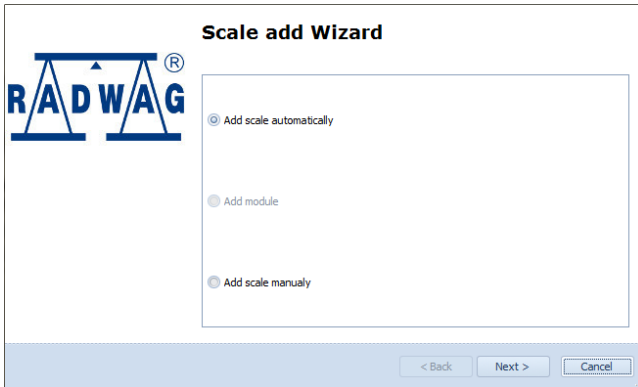 Scale add Wizard
®
RADWAG
Add scale automatically
Add module
Add scale manualy
< Back
Next >
Cancel